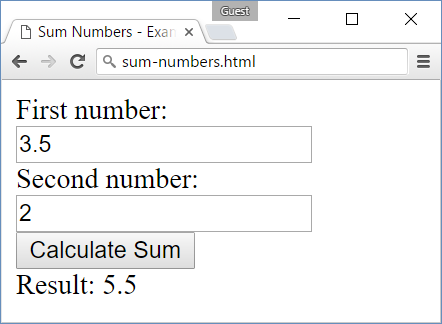 Guest
Sum Numbers - Exan
sum-numbers.html
First number:
3.5
Second number:
2
Calculate Sum
Result: 5.5